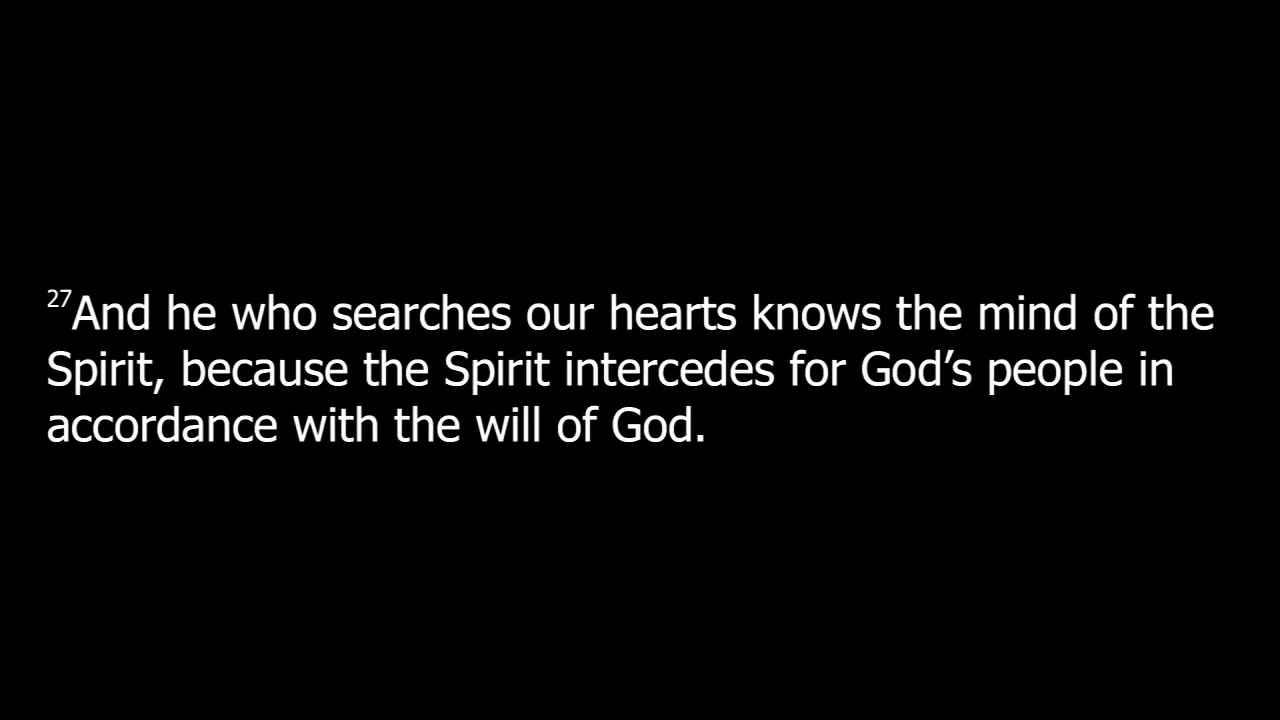 27And he who searches our hearts knows the mind of the
Spirit, because the Spirit intercedes for God’s people in
accordance with the will of God.